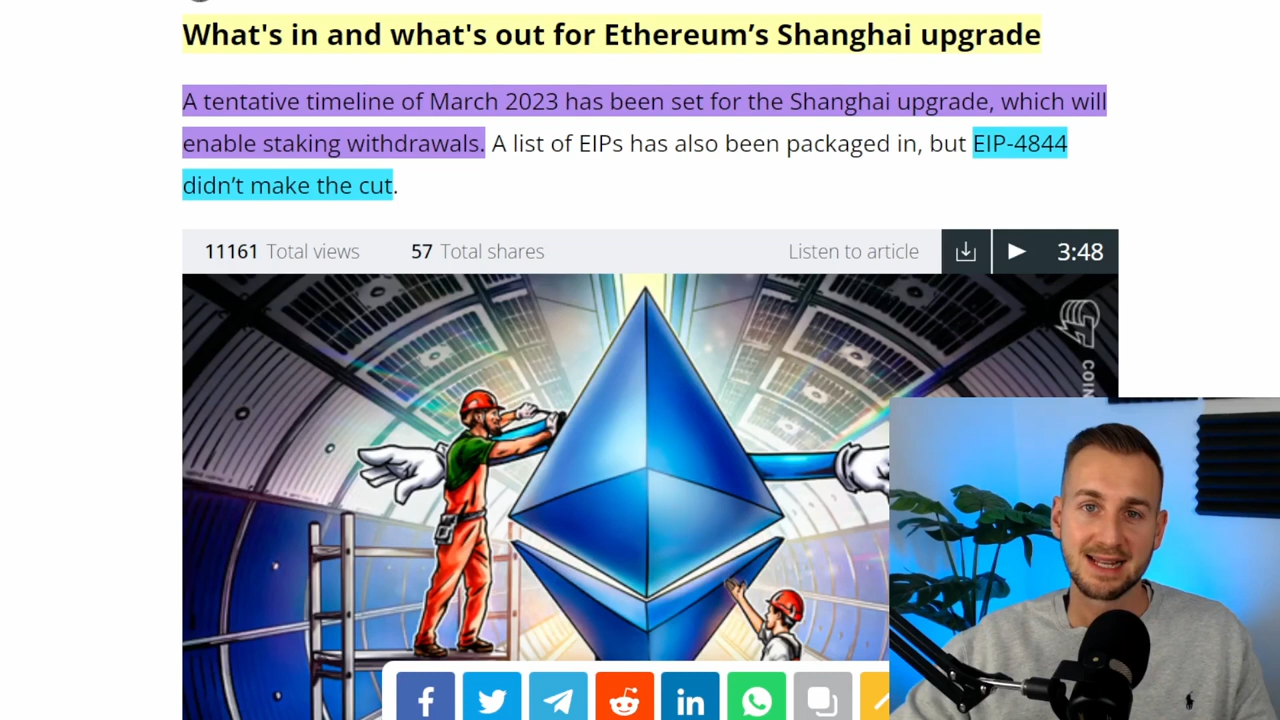 What's in and what's out for Ethereum’s Shanghai upgrade
A tentative timeline of March 2023 has been set for the Shanghai upgrade, which will
enable staking withdrawals. A list of EIPs has also been packaged in, but EIP-4844
didn’t make the cut.
11161 Total views 57 Total shares Listen to article 3:48
COIN